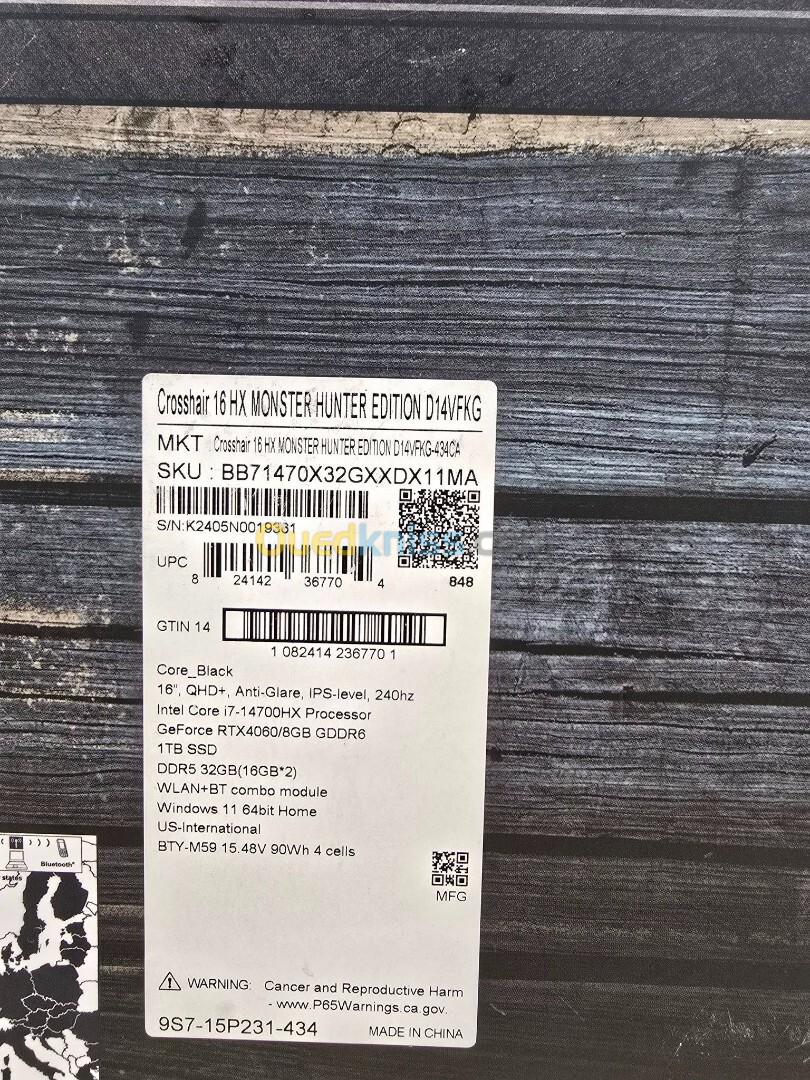 Crosshair 16 HX MONSTER HUNTER EDITION D14VFKG
MKT : Crosshair 16 HX MONSTER HUNTER EDITION D14VFKG-434CA
SKU : BB71470X32GXXDX11MA
S/N:K2405N0019361
Ouedkniss
UPC
8 24142 36770 4
848
GTIN 14
1 082414 236770 1
Core_Black
16", QHD+, Anti-Glare, IPS-level, 240hz
Intel Core i7-14700HX Processor
GeForce RTX4060/8GB GDDR6
1TB SSD
DDR5 32GB(16GB*2)
WLAN+BT combo module
Windows 11 64bit Home
US-International
BTY-M59 15.48V 90Wh 4 cells
MFG
Bluetooth®
states
WARNING: Cancer and Reproductive Harm
- www.P65Warnings.ca.gov.
9S7-15P231-434
MADE IN CHINA